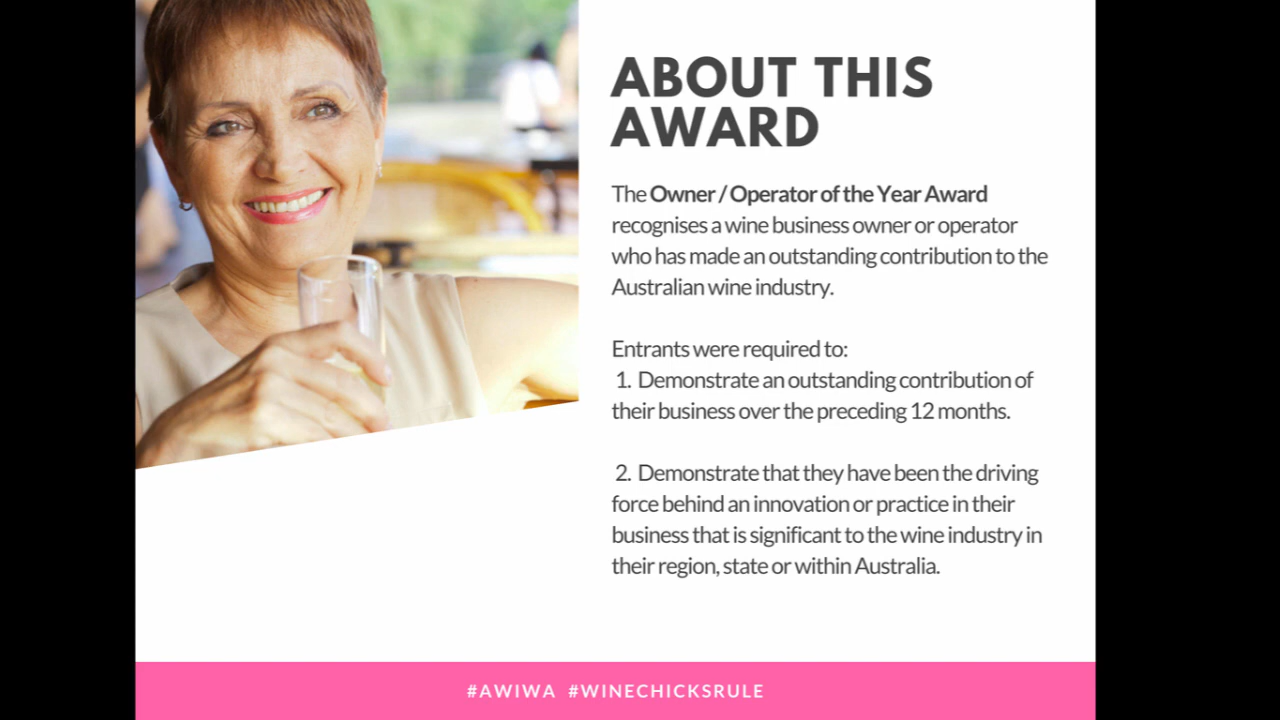 ABOUT THIS
AWARD
The Owner / Operator of the Year Award
recognises a wine business owner or operator
who has made an outstanding contribution to the
Australian wine industry.
Entrants were required to:
1. Demonstrate an outstanding contribution of
their business over the preceding 12 months.
2. Demonstrate that they have been the driving
force behind an innovation or practice in their
business that is significant to the wine industry in
their region, state or within Australia.
#AWIWA #WINECHICKSRULE